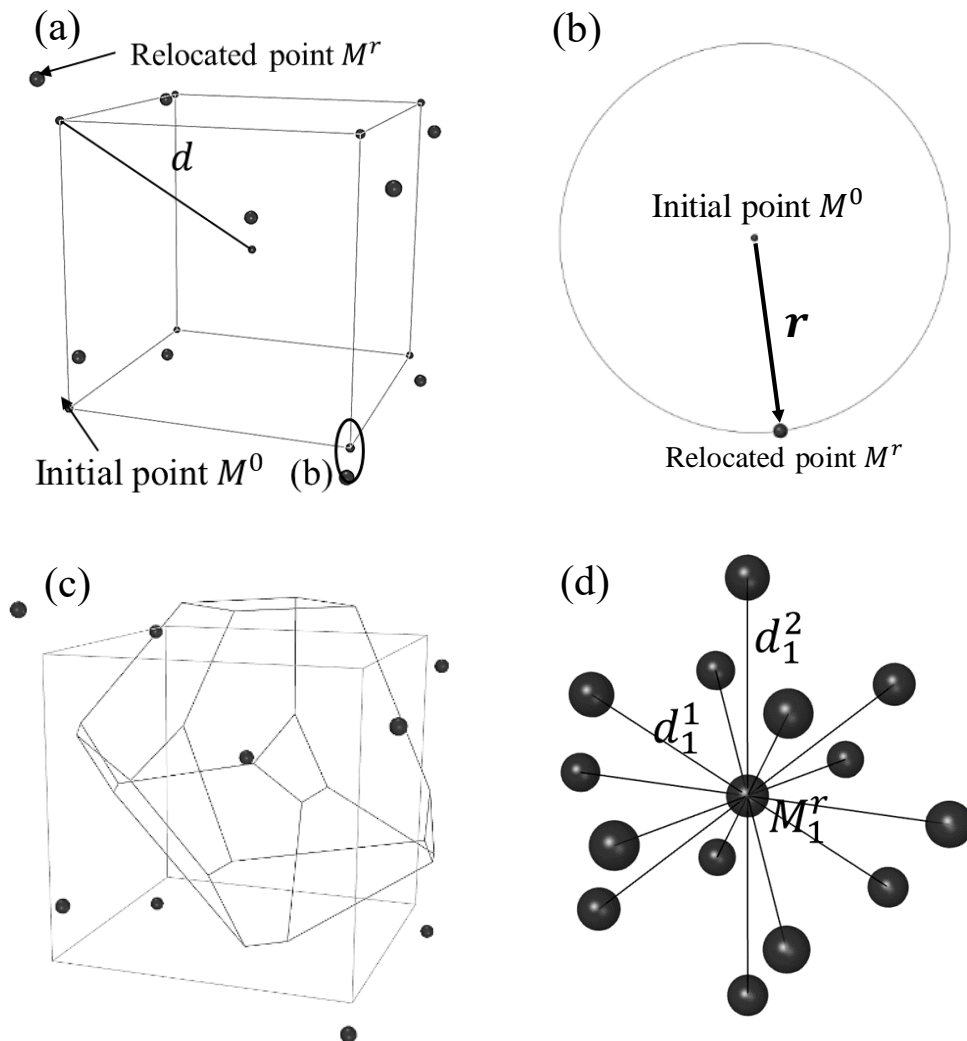 (a)
Relocated point M^r
d
Initial point M^0
(b)
(b)
Initial point M^0
r
Relocated point M^r
(c)
(d)
d_1^2
d_1^1
M_1^r